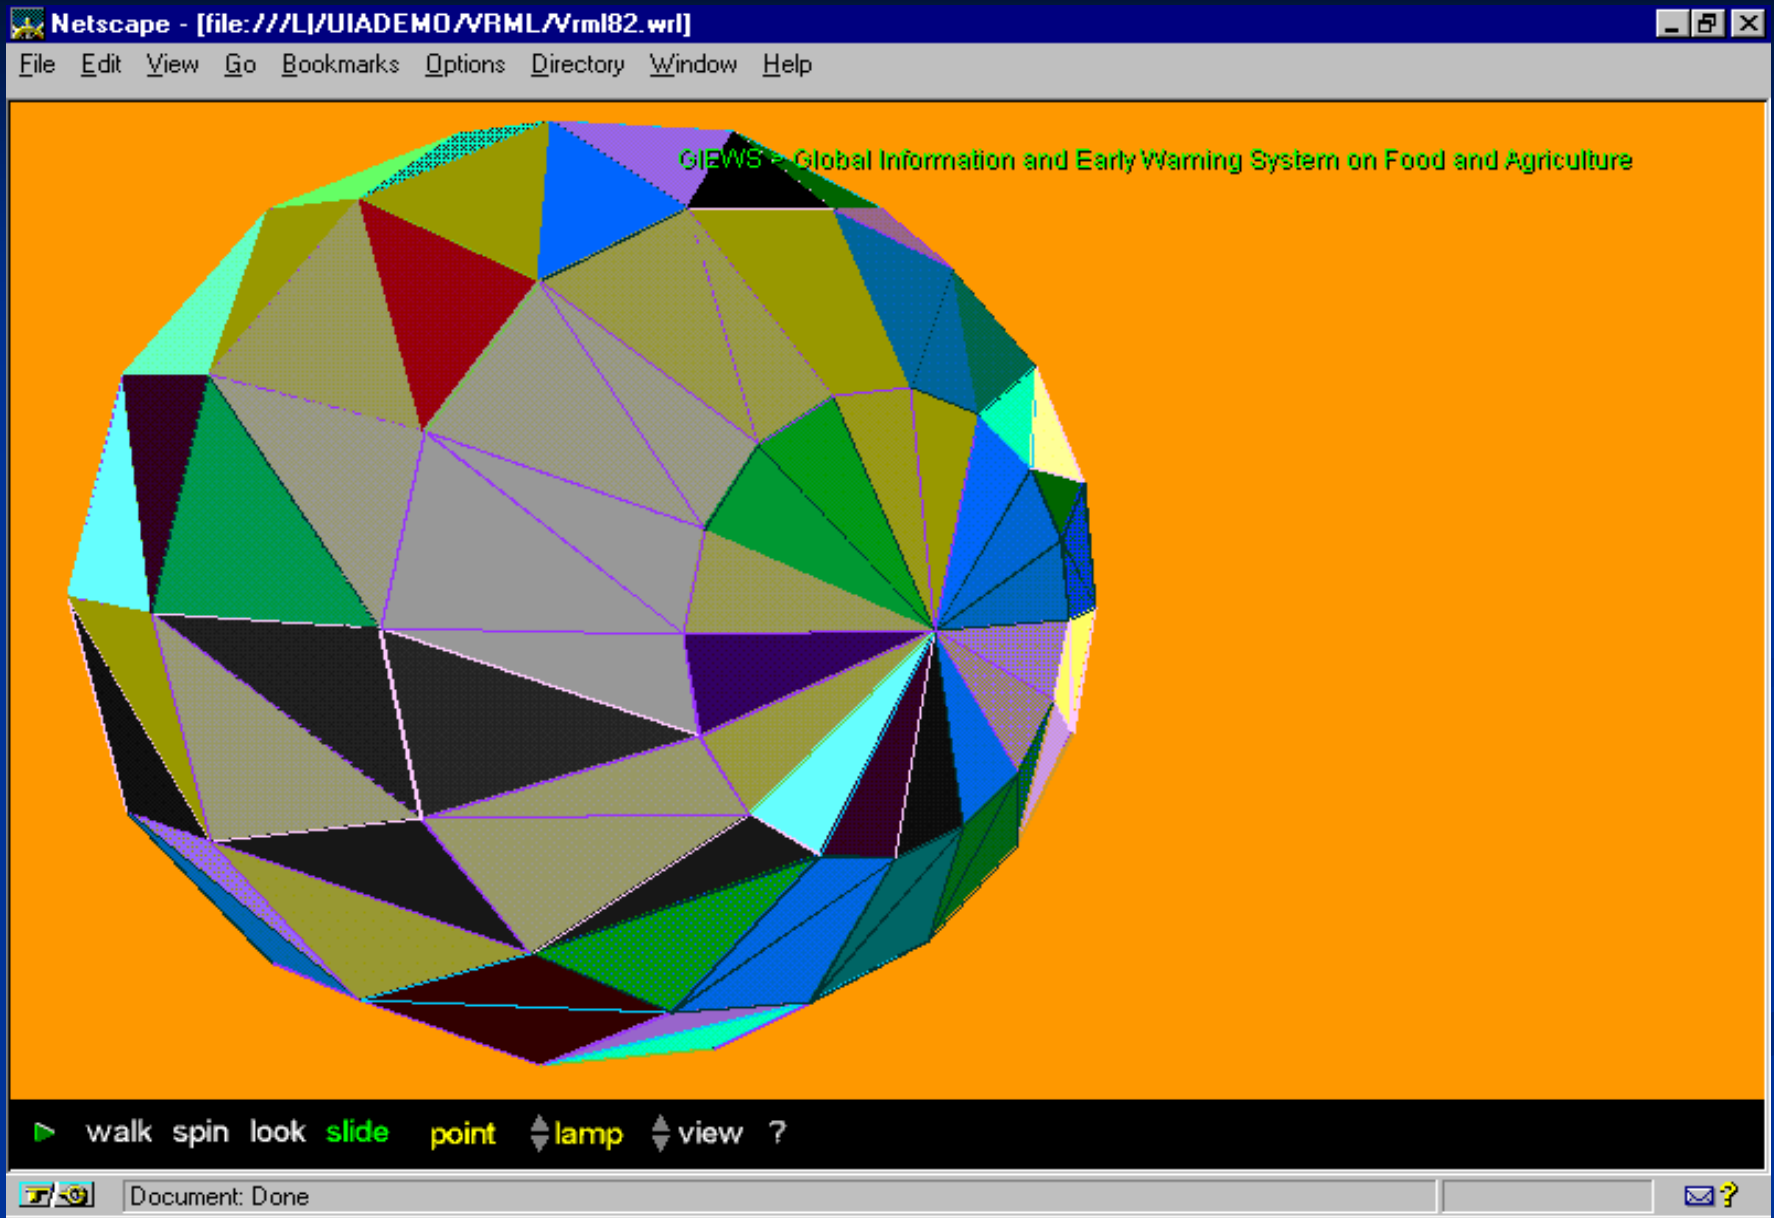 Netscape - [file:///L|/UIADEMO/VRML/Vrml82.wrl]
File Edit View Go Bookmarks Options Directory Window Help
GIEWS > Global Information and Early Warning System on Food and Agriculture
walk spin look slide point lamp view ?
Document: Done